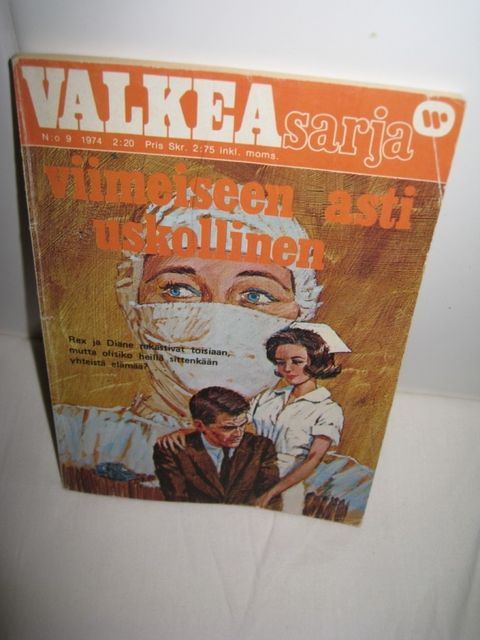 VALKEA sarja
N:o 9 1974 2:20 Pris Skr. 2:75 inkl. moms.
viimeiseen asti
uskollinen
Rex ja Diane rakastivat toisiaan,
mutta olisiko heillä sittenkään
yhteistä elämää?